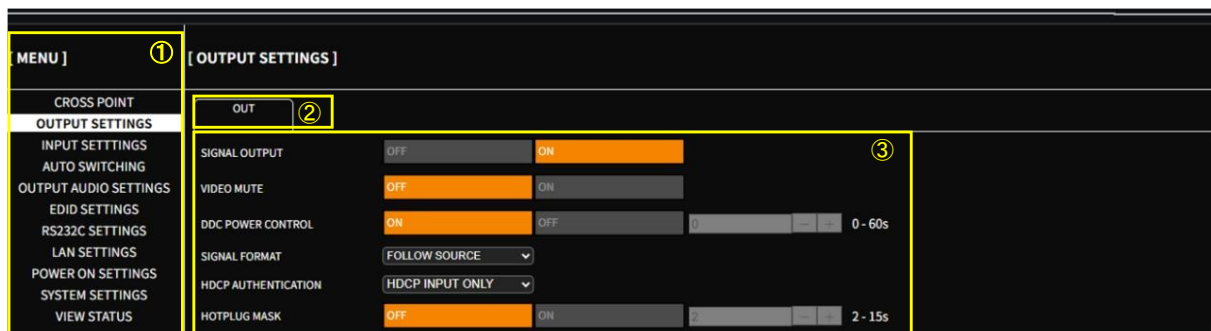 [ MENU ] ①
CROSS POINT
OUTPUT SETTINGS
INPUT SETTTINGS
AUTO SWITCHING
OUTPUT AUDIO SETTINGS
EDID SETTINGS
RS232C SETTINGS
LAN SETTINGS
POWER ON SETTINGS
SYSTEM SETTINGS
VIEW STATUS
[ OUTPUT SETTINGS ]
OUT ②
③
SIGNAL OUTPUT OFF ON
VIDEO MUTE OFF ON
DDC POWER CONTROL ON OFF 0 − + 0 - 60s
SIGNAL FORMAT FOLLOW SOURCE
HDCP AUTHENTICATION HDCP INPUT ONLY
HOTPLUG MASK OFF ON 2 − + 2 - 15s